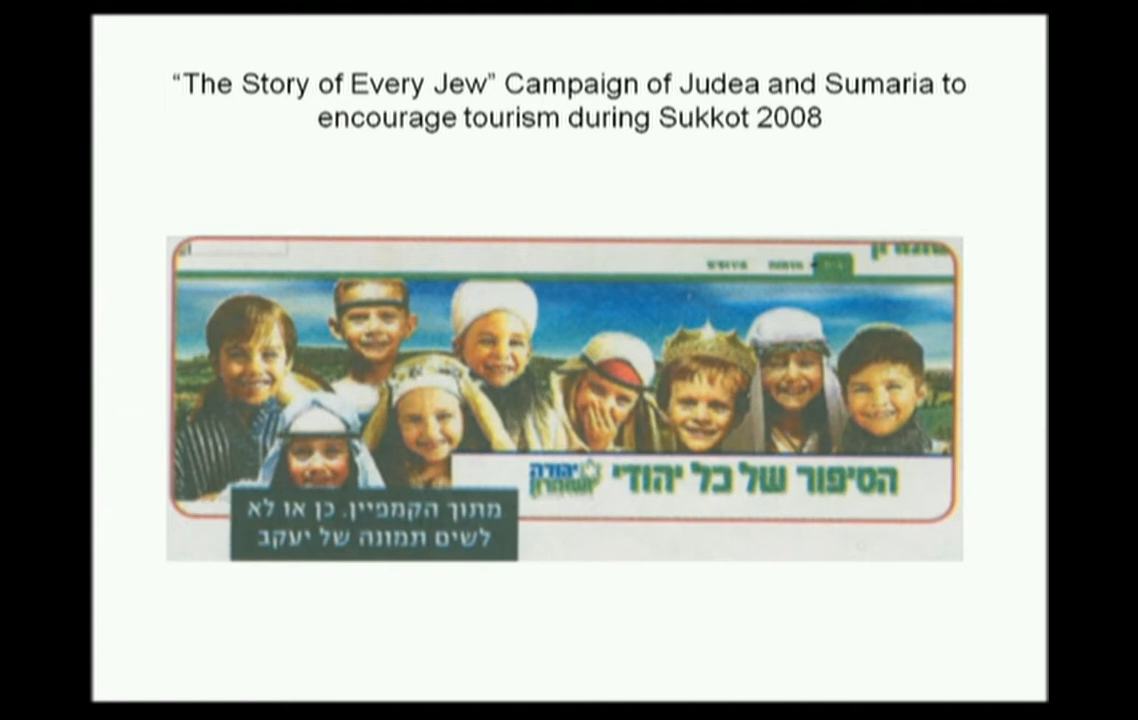 “The Story of Every Jew” Campaign of Judea and Sumaria to
encourage tourism during Sukkot 2008
הסיפור של כל יהודי
יהודה
ושומרון
מתוך הקמפיין. כן או לא
לשים תמונה של יעקב